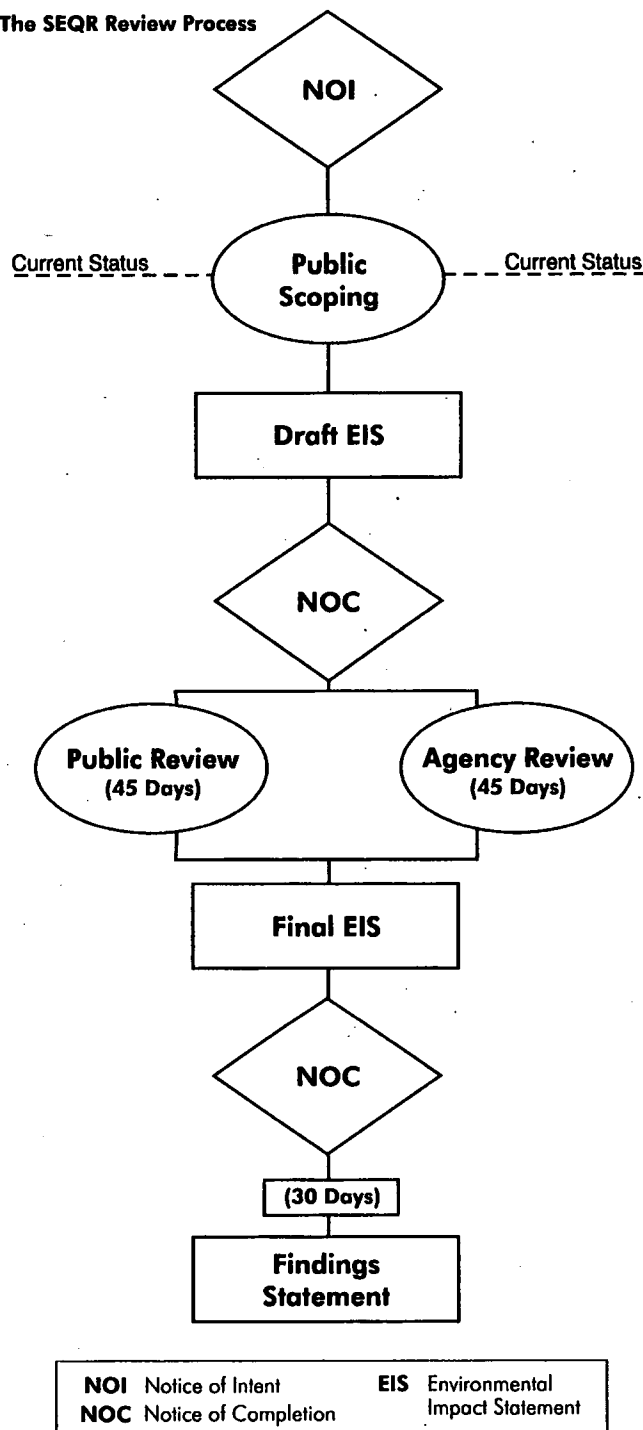 The SEQR Review Process
NOI
Current Status
Public
Scoping
Current Status
Draft EIS
NOC
Public Review
(45 Days)
Agency Review
(45 Days)
Final EIS
NOC
(30 Days)
Findings
Statement
NOI Notice of Intent
NOC Notice of Completion
EIS Environmental
Impact Statement